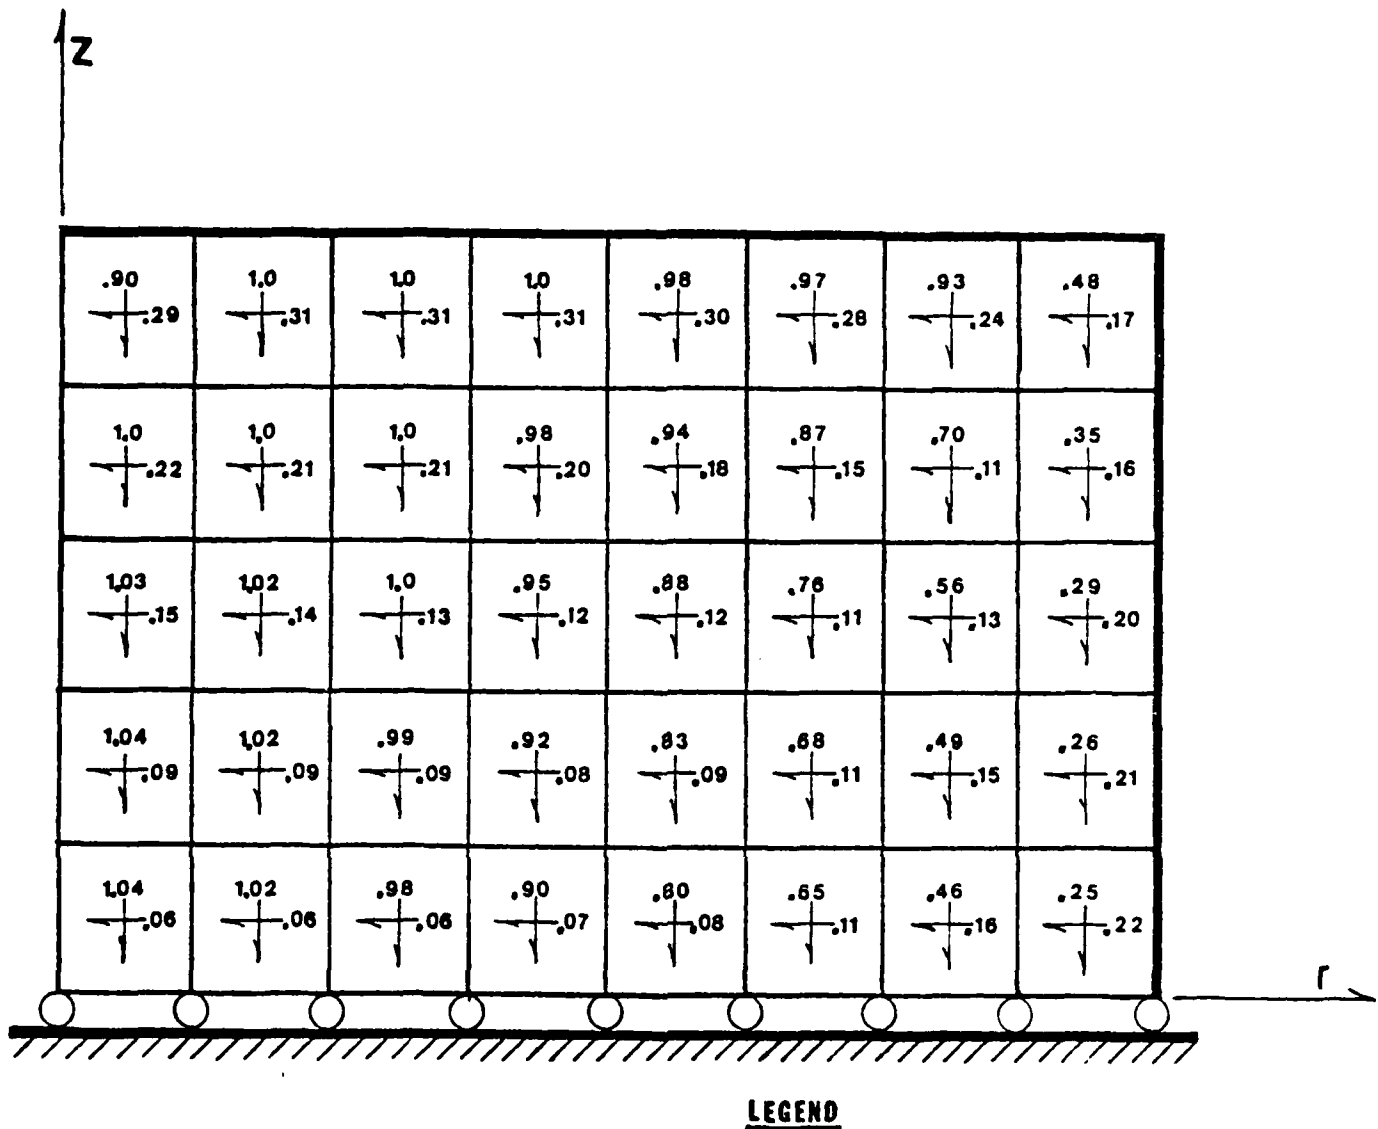 Z
.90 1.0 1.0 1.0 .98 .97 .93 .48
.29 .31 .31 .31 .30 .28 .24 .17
1.0 1.0 1.0 .98 .94 .87 .70 .35
.22 .21 .21 .20 .18 .15 .11 .16
1.03 1.02 1.0 .95 .88 .76 .56 .29
.15 .14 .13 .12 .12 .11 .13 .20
1.04 1.02 .99 .92 .83 .68 .49 .26
.09 .09 .09 .08 .09 .11 .15 .21
1.04 1.02 .98 .90 .80 .65 .46 .25
.06 .06 .06 .07 .08 .11 .16 .22
r
LEGEND